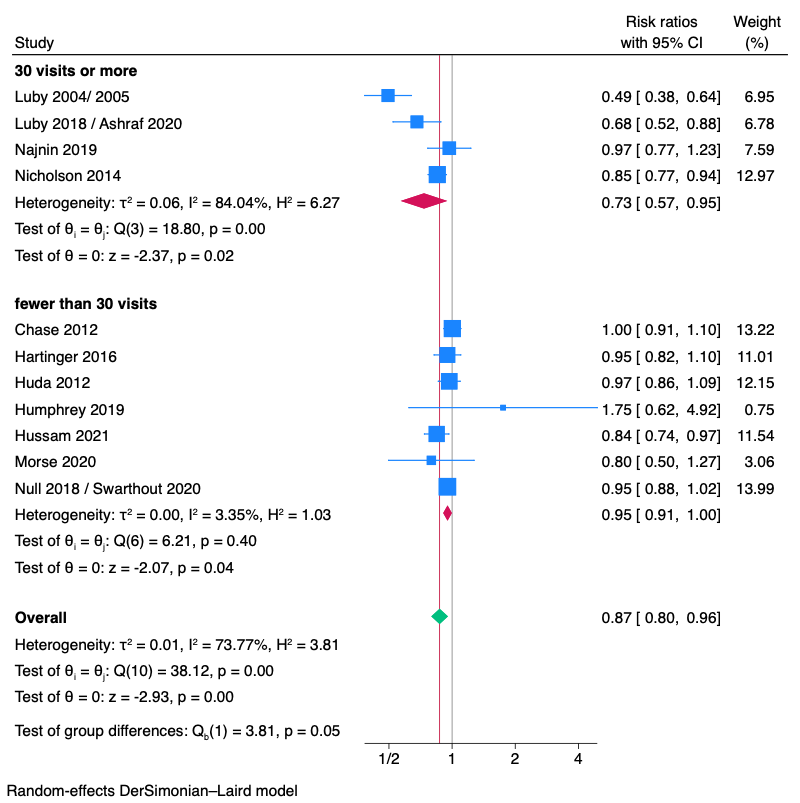 Risk ratios Weight
Study with 95% CI (%)
30 visits or more
Luby 2004/ 2005 0.49 [ 0.38, 0.64] 6.95
Luby 2018 / Ashraf 2020 0.68 [ 0.52, 0.88] 6.78
Najnin 2019 0.97 [ 0.77, 1.23] 7.59
Nicholson 2014 0.85 [ 0.77, 0.94] 12.97
Heterogeneity: τ² = 0.06, I² = 84.04%, H² = 6.27 0.73 [ 0.57, 0.95]
Test of θᵢ = θⱼ: Q(3) = 18.80, p = 0.00
Test of θ = 0: z = -2.37, p = 0.02
fewer than 30 visits
Chase 2012 1.00 [ 0.91, 1.10] 13.22
Hartinger 2016 0.95 [ 0.82, 1.10] 11.01
Huda 2012 0.97 [ 0.86, 1.09] 12.15
Humphrey 2019 1.75 [ 0.62, 4.92] 0.75
Hussam 2021 0.84 [ 0.74, 0.97] 11.54
Morse 2020 0.80 [ 0.50, 1.27] 3.06
Null 2018 / Swarthout 2020 0.95 [ 0.88, 1.02] 13.99
Heterogeneity: τ² = 0.00, I² = 3.35%, H² = 1.03 0.95 [ 0.91, 1.00]
Test of θᵢ = θⱼ: Q(6) = 6.21, p = 0.40
Test of θ = 0: z = -2.07, p = 0.04
Overall 0.87 [ 0.80, 0.96]
Heterogeneity: τ² = 0.01, I² = 73.77%, H² = 3.81
Test of θᵢ = θⱼ: Q(10) = 38.12, p = 0.00
Test of θ = 0: z = -2.93, p = 0.00
Test of group differences: Q_b(1) = 3.81, p = 0.05
1/2 1 2 4
Random-effects DerSimonian–Laird model